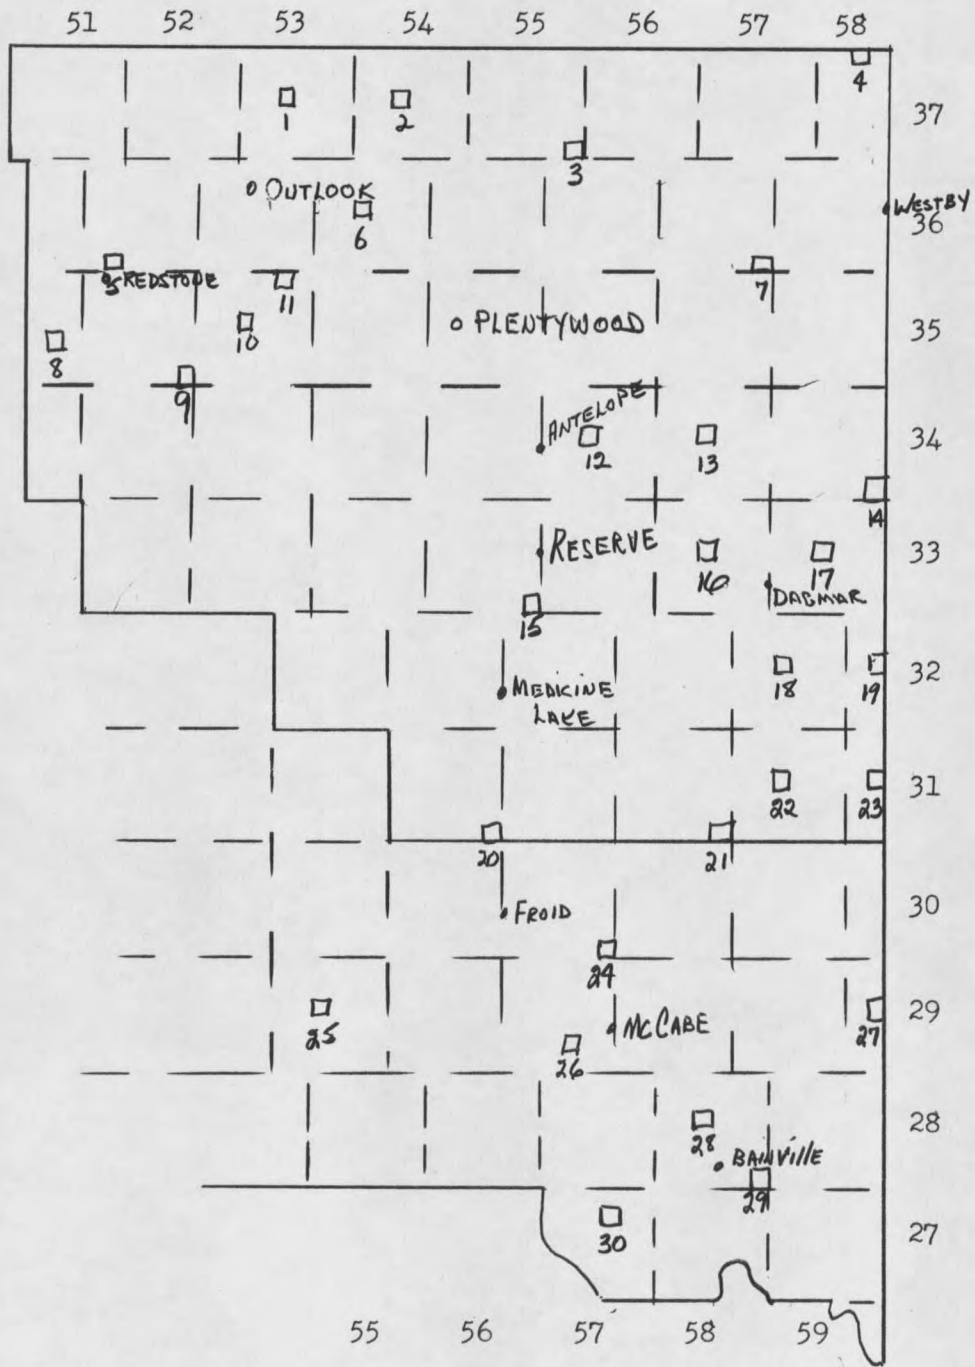 51 52 53 54 55 56 57 58
4
1 2 37
3
OUTLOOK
WESTBY
6 36
5 REDSTONE 7
11
PLENTYWOOD 35
10
8
9
ANTELOPE
12 13 34
14
RESERVE 33
16 17
DAGMAR
15
18 19 32
MEDICINE
LAKE
22 23 31
20 21
FROID 30
24
25 McCABE 29
27
26
28 28
BAINVILLE
29
30 27
55 56 57 58 59